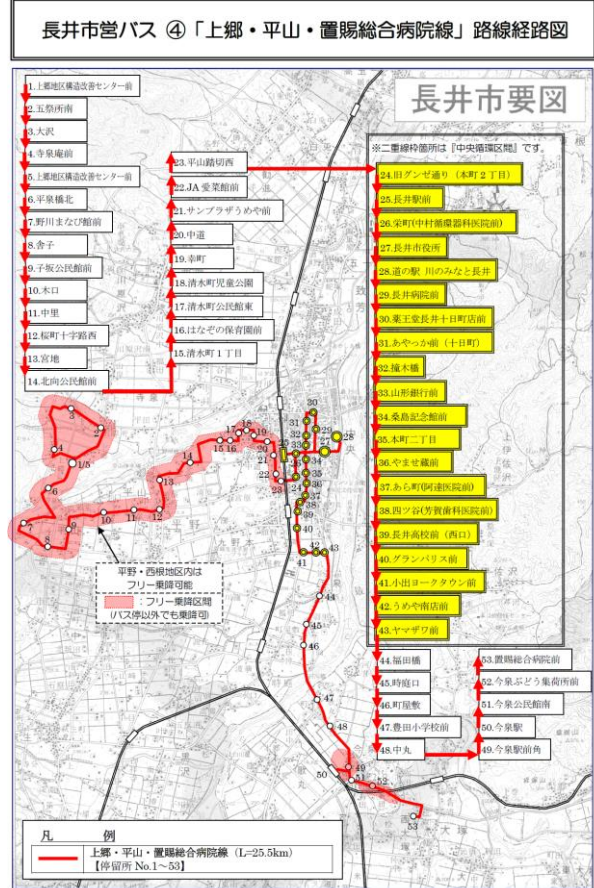 長井市営バス ④「上郷・平山・置賜総合病院線」路線経路図
長井市要図
1.上郷地区構造改善センター前
2.五祭所南
3.大沢
4.寺泉庵前
5.上郷地区構造改善センター前
6.平泉橋北
7.野川まなび館前
8.舎子
9.子坂公民館前
10.木口
11.中里
12.桜町十字路西
13.宮地
14.北向公民館前
15.清水町1丁目
16.はなぞの保育園前
17.清水町公民館東
18.清水町児童公園
19.幸町
20.中道
21.サンプラザうめや前
22.JA愛菜館前
23.平山踏切西
※二重線枠箇所は『中央循環区間』です。
24.旧グンゼ通り（本町2丁目）
25.長井駅前
26.栄町(中村循環器科医院前)
27.長井市役所
28.道の駅 川のみなと長井
29.長井病院前
30.薬王堂長井十日町店前
31.あやっか前（十日町）
32.撞木橋
33.山形銀行前
34.桑島記念館前
35.本町二丁目
36.やませ蔵前
37.あら町(阿達医院前)
38.四ツ谷(芳賀歯科医院前)
39.長井高校前（西口）
40.グランパリス前
41.小出ヨークタウン前
42.うめや南店前
43.ヤマザワ前
44.福田橋
45.時庭口
46.町屋敷
47.豊田小学校前
48.中丸
49.今泉駅前角
50.今泉駅
51.今泉公民館南
52.今泉ぶどう集荷所前
53.置賜総合病院前
平野・西根地区内は
フリー乗降可能
：フリー乗降区間
(バス停以外でも乗降可)
凡 例
上郷・平山・置賜総合病院線（L=25.5km）
【停留所 No.1～53】